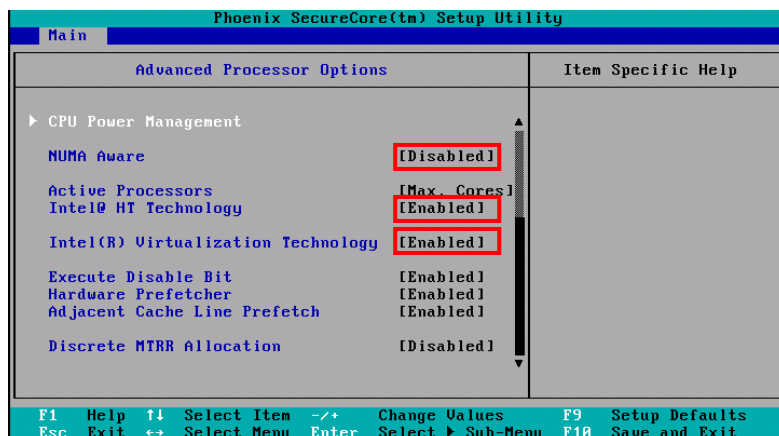 Phoenix SecureCore(tm) Setup Utility
Main
Advanced Processor Options Item Specific Help
CPU Power Management
NUMA Aware [Disabled]
Active Processors [Max. Cores]
Intel@ HT Technology [Enabled]
Intel(R) Virtualization Technology [Enabled]
Execute Disable Bit [Enabled]
Hardware Prefetcher [Enabled]
Adjacent Cache Line Prefetch [Enabled]
Discrete MTRR Allocation [Disabled]
F1 Help ↑↓ Select Item -/+ Change Values F9 Setup Defaults
Esc Exit ↔ Select Menu Enter Select ▶ Sub-Menu F10 Save and Exit